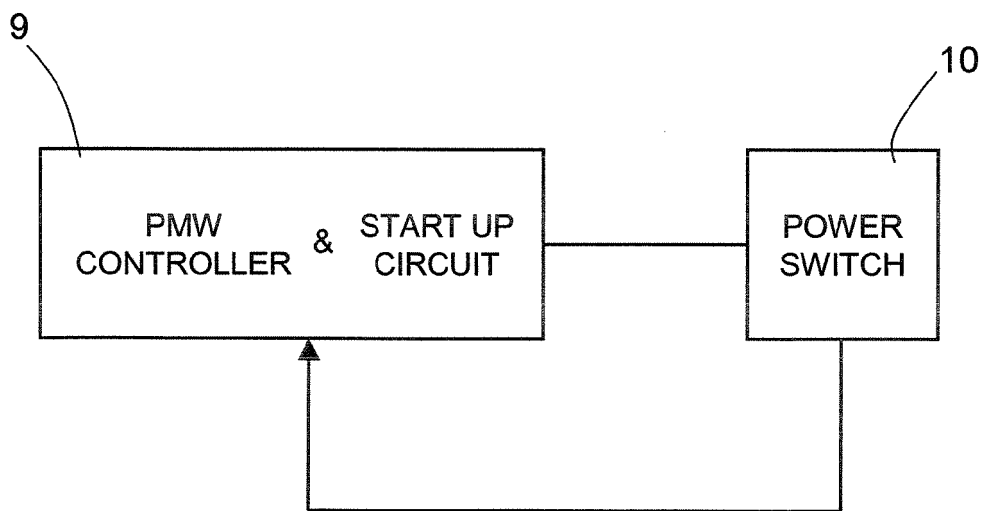 9
10
PMW
CONTROLLER
&
START UP
CIRCUIT
POWER
SWITCH